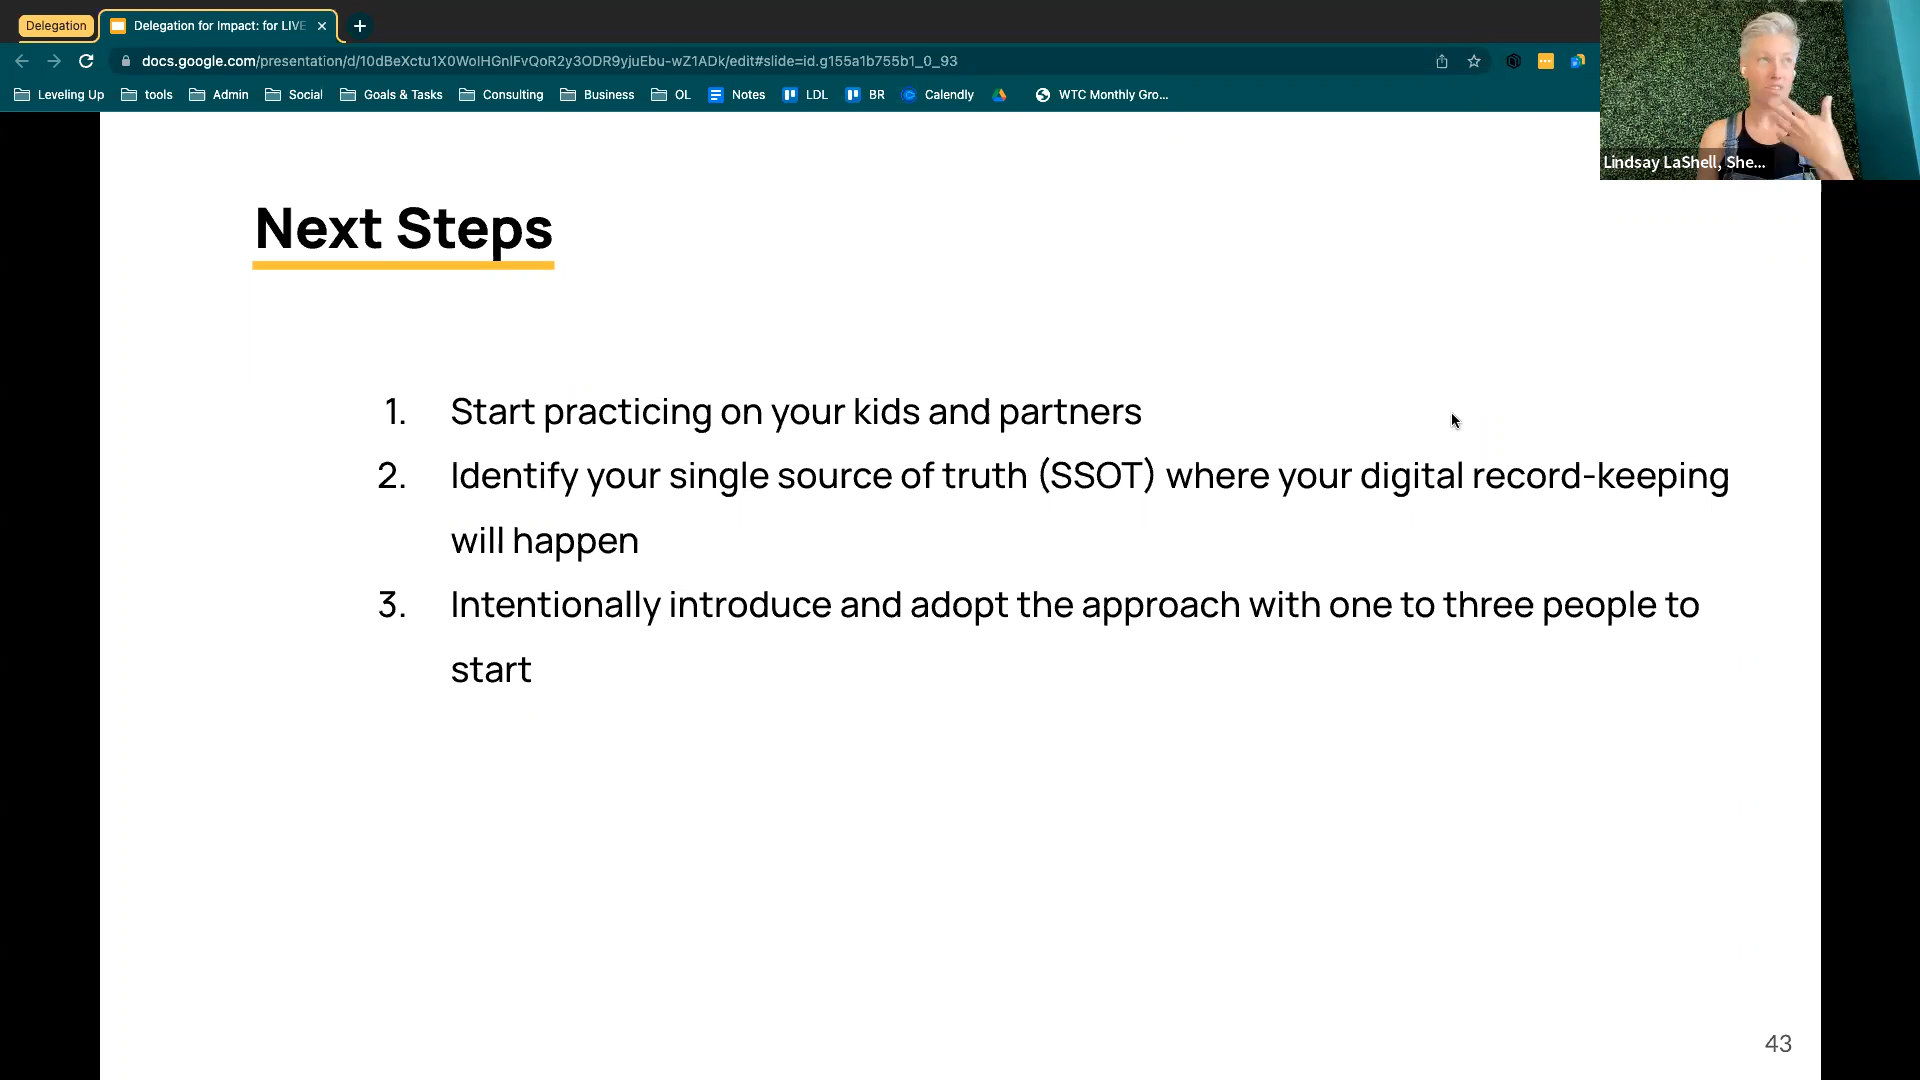 Delegation
Delegation for Impact: for LIVE
docs.google.com/presentation/d/10dBeXctu1X0WolHGnlFvQoR2y3ODR9yjuEbu-wZ1ADk/edit#slide=id.g155a1b755b1_0_93
Leveling Up tools Admin Social Goals & Tasks Consulting Business OL Notes LDL BR Calendly WTC Monthly Gro...
Lindsay LaShell, She...
Next Steps
1. Start practicing on your kids and partners
2. Identify your single source of truth (SSOT) where your digital record-keeping
will happen
3. Intentionally introduce and adopt the approach with one to three people to
start
43